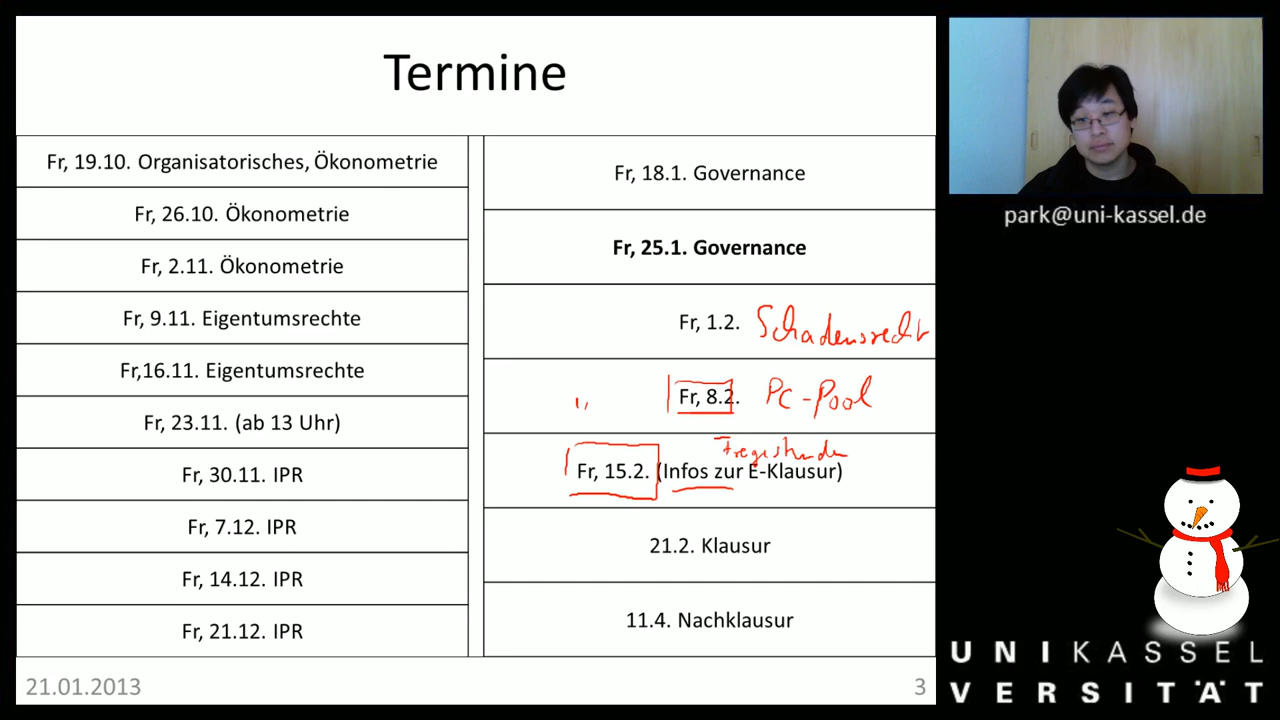 Termine
Fr, 19.10. Organisatorisches, Ökonometrie
Fr, 26.10. Ökonometrie
Fr, 2.11. Ökonometrie
Fr, 9.11. Eigentumsrechte
Fr,16.11. Eigentumsrechte
Fr, 23.11. (ab 13 Uhr)
Fr, 30.11. IPR
Fr, 7.12. IPR
Fr, 14.12. IPR
Fr, 21.12. IPR
Fr, 18.1. Governance
Fr, 25.1. Governance
Fr, 1.2. Schadensrecht
" Fr, 8.2. PC-Pool
Fragestunden
Fr, 15.2. (Infos zur E-Klausur)
21.2. Klausur
11.4. Nachklausur
21.01.2013
3
park@uni-kassel.de
UNIKASSEL
VERSITÄT